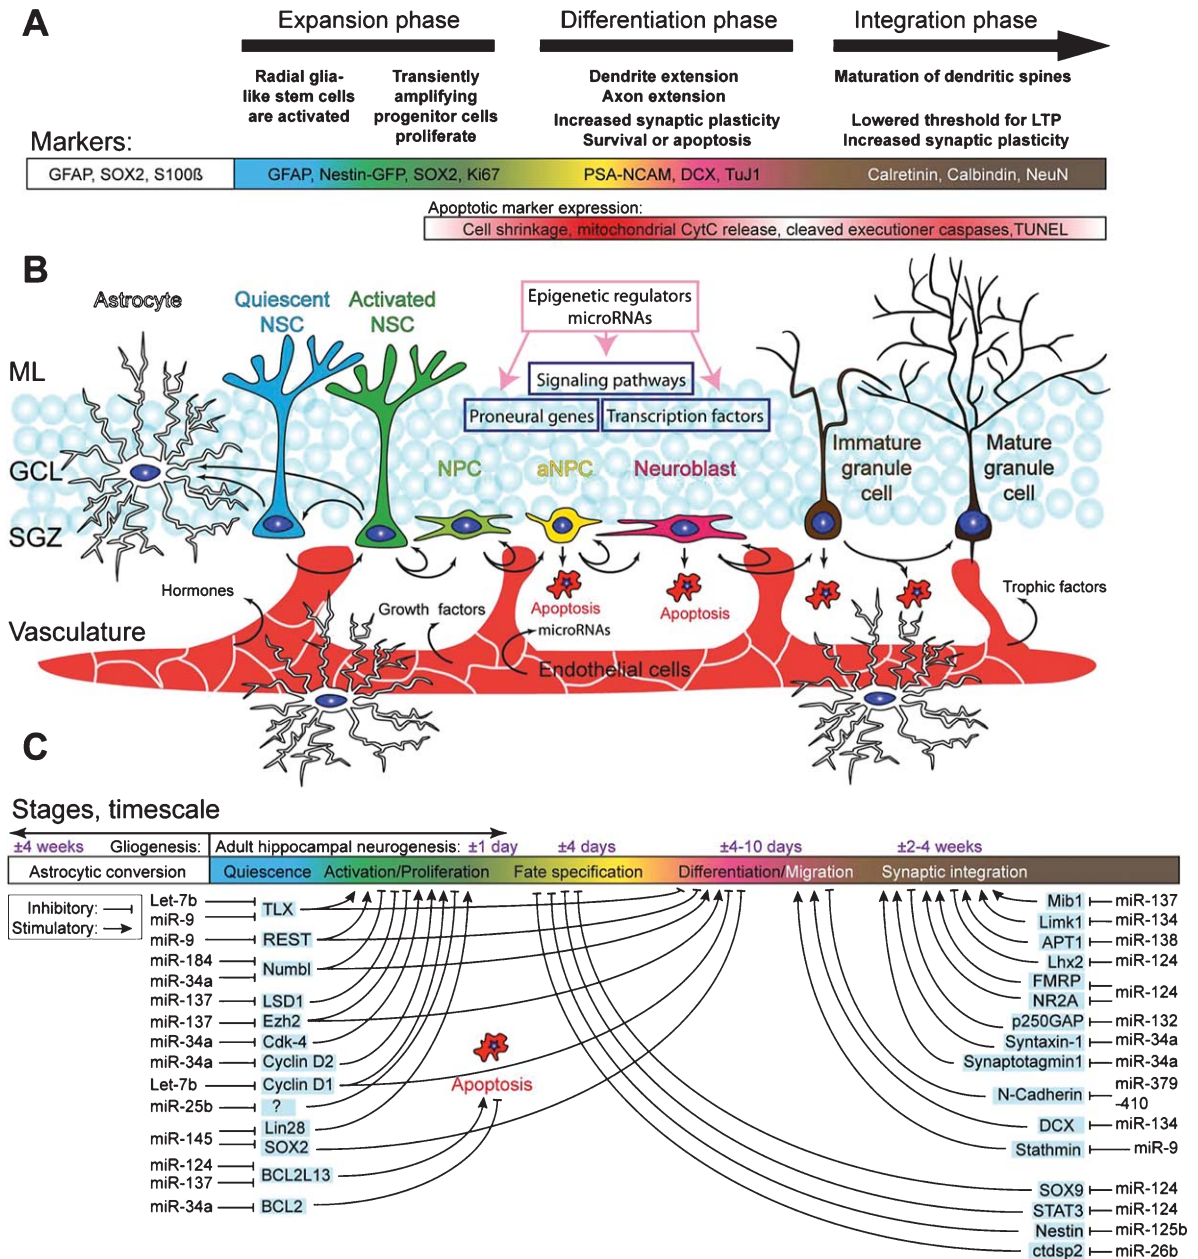 A
Expansion phase
Differentiation phase
Integration phase
Radial glia-
like stem cells
are activated
Transiently
amplifying
progenitor cells
proliferate
Dendrite extension
Axon extension
Increased synaptic plasticity
Survival or apoptosis
Maturation of dendritic spines
Lowered threshold for LTP
Increased synaptic plasticity
Markers:
GFAP, SOX2, S100ß
GFAP, Nestin-GFP, SOX2, Ki67
PSA-NCAM, DCX, TuJ1
Calretinin, Calbindin, NeuN
Apoptotic marker expression:
Cell shrinkage, mitochondrial CytC release, cleaved executioner caspases,TUNEL
B
Astrocyte
Quiescent
NSC
Activated
NSC
Epigenetic regulators
microRNAs
Signaling pathways
Proneural genes
Transcription factors
ML
GCL
SGZ
NPC
aNPC
Neuroblast
Immature
granule
cell
Mature
granule
cell
Hormones
Growth factors
Apoptosis
microRNAs
Apoptosis
Trophic factors
Vasculature
Endothelial cells
C
Stages, timescale
±4 weeks
Gliogenesis:
Adult hippocampal neurogenesis:
±1 day
±4 days
±4-10 days
±2-4 weeks
Astrocytic conversion
Quiescence
Activation/Proliferation
Fate specification
Differentiation/Migration
Synaptic integration
Inhibitory:
Stimulatory:
Let-7b
miR-9
TLX
miR-9
REST
miR-184
miR-34a
Numbl
miR-137
LSD1
miR-137
Ezh2
miR-34a
Cdk-4
miR-34a
Cyclin D2
Let-7b
Cyclin D1
miR-25b
?
miR-145
Lin28
SOX2
miR-124
miR-137
BCL2L13
miR-34a
BCL2
Apoptosis
Mib1
miR-137
Limk1
miR-134
APT1
miR-138
Lhx2
miR-124
FMRP
NR2A
miR-124
p250GAP
miR-132
Syntaxin-1
miR-34a
Synaptotagmin1
miR-34a
N-Cadherin
miR-379
-410
DCX
miR-134
Stathmin
miR-9
SOX9
miR-124
STAT3
miR-124
Nestin
miR-125b
ctdsp2
miR-26b